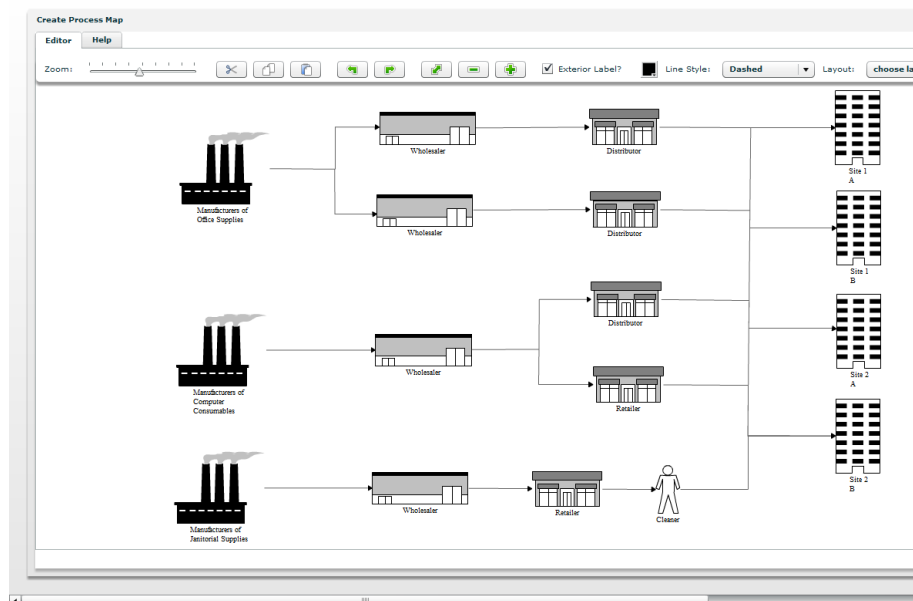 Create Process Map
Editor
Help
Zoom:
Exterior Label?
Line Style:
Dashed
Layout:
choose la
Wholesaler
Distributor
Site 1
A
Manufacturers of
Office Supplies
Wholesaler
Distributor
Site 1
B
Distributor
Wholesaler
Site 2
A
Manufacturers of
Computer
Consumables
Retailer
Site 2
B
Wholesaler
Retailer
Cleaner
Manufacturers of
Janitorial Supplies